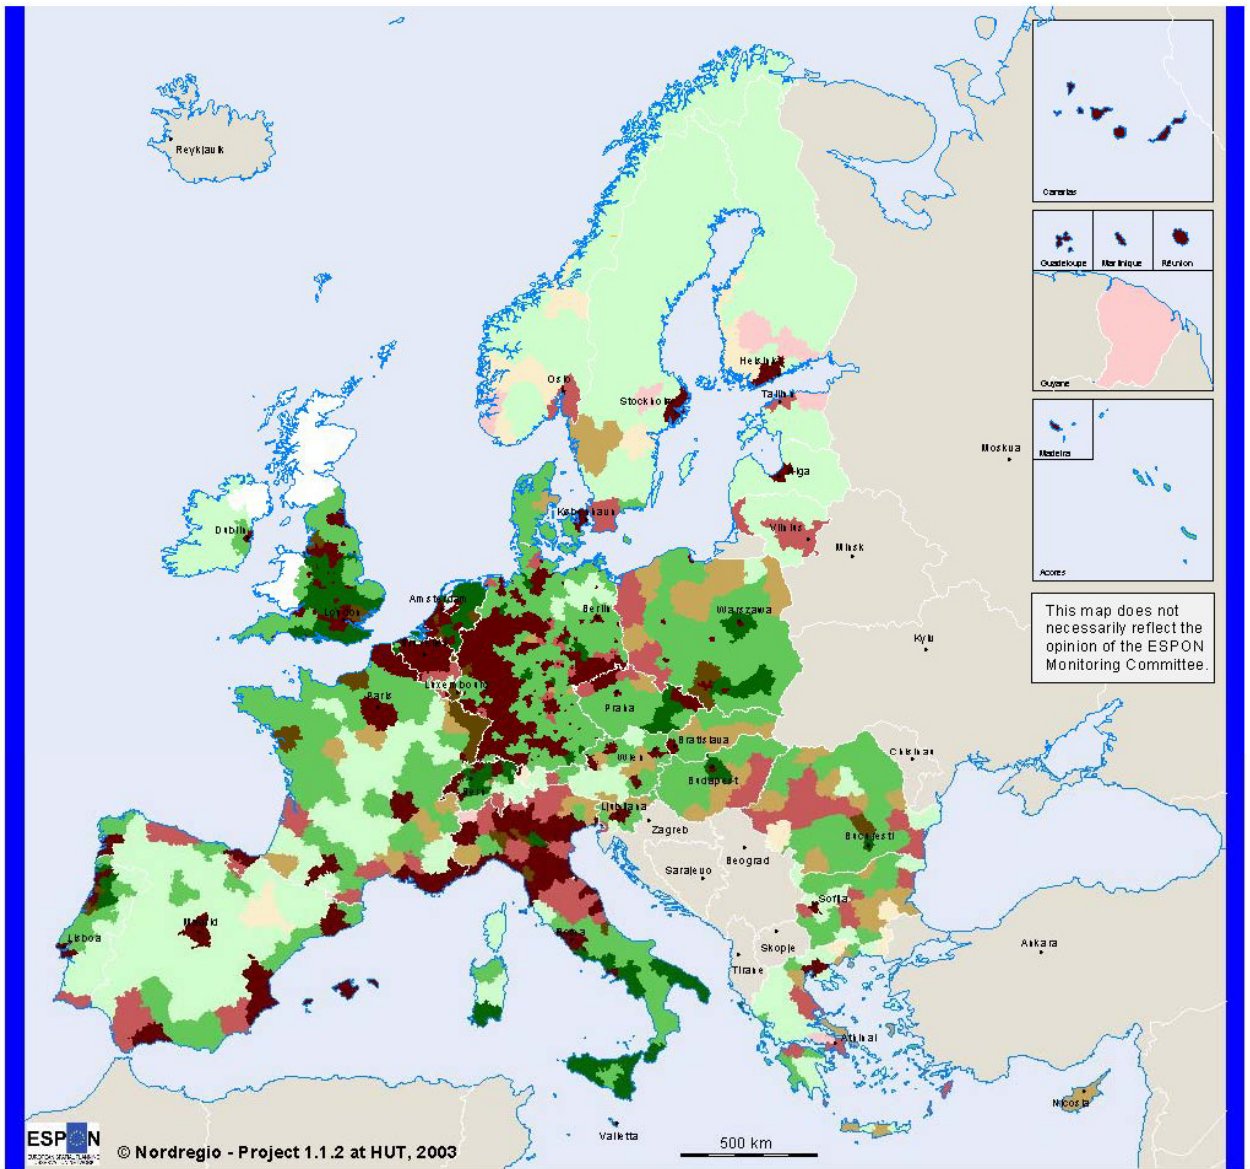 Reykjavik
Canarias
Guadeloupe
Martinique
Réunion
Guyane
Madeira
Acores
This map does not
necessarily reflect the
opinion of the ESPON
Monitoring Committee.
Helsinki
Oslo
Stockholm
Tallinn
Moskva
Riga
København
Dublin
Vilnius
Minsk
Amsterdam
London
Berlin
Warszawa
Kyiv
Luxembourg
Paris
Praha
Bratislava
Wien
Chisinau
Bern
Budapest
Ljubljana
Zagreb
Bucuresti
Beograd
Sarajevo
Madrid
Lisboa
Roma
Sofija
Skopje
Tirane
Ankara
Athinai
Nicosia
Valletta
500 km
ESPON
© Nordregio - Project 1.1.2 at HUT, 2003